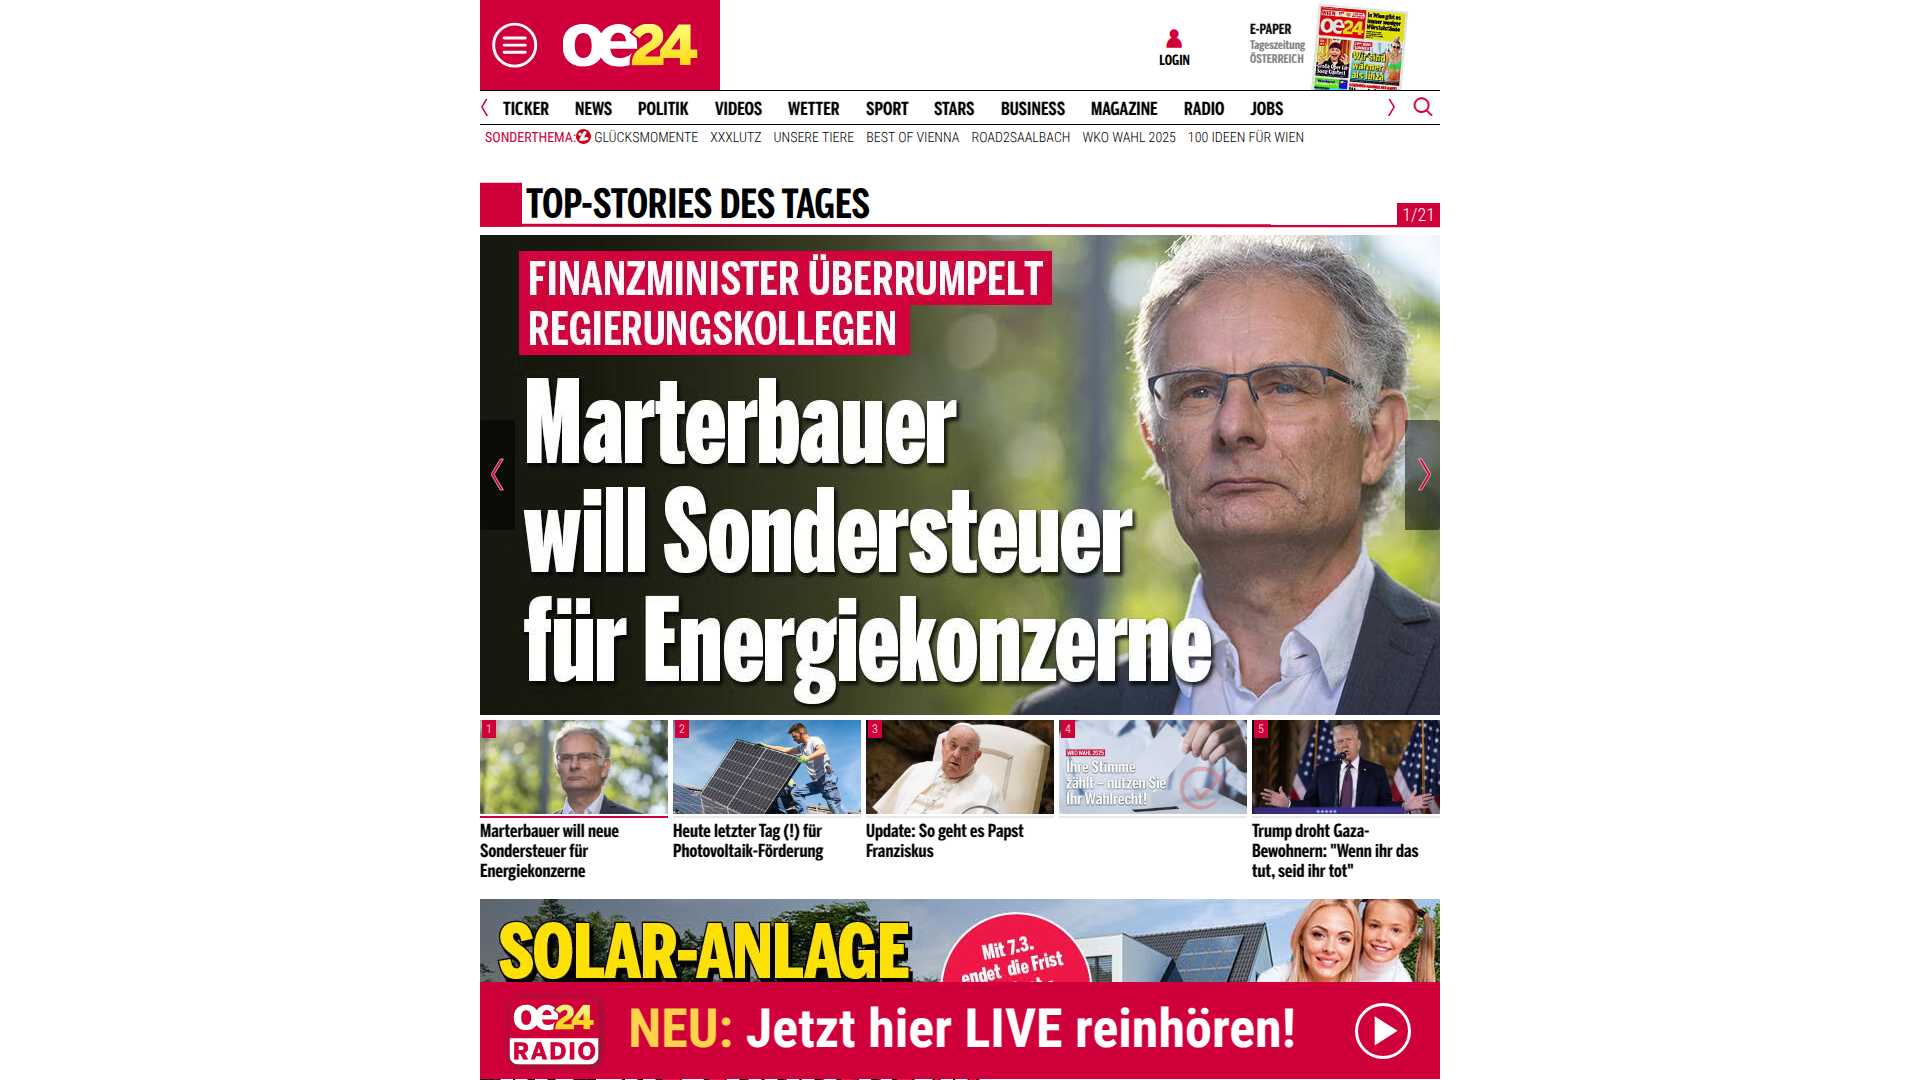 oe24
LOGIN
E-PAPER
Tageszeitung
ÖSTERREICH
oe24
TICKER NEWS POLITIK VIDEOS WETTER SPORT STARS BUSINESS MAGAZINE RADIO JOBS
SONDERTHEMA: GLÜCKSMOMENTE XXXLUTZ UNSERE TIERE BEST OF VIENNA ROAD2SAALBACH WKO WAHL 2025 100 IDEEN FÜR WIEN
TOP-STORIES DES TAGES
1/21
FINANZMINISTER ÜBERRUMPELT
REGIERUNGSKOLLEGEN
Marterbauer
will Sondersteuer
für Energiekonzerne
1
2
3
4
5
WKO WAHL 2025
Ihre Stimme
zählt – nutzen Sie
Ihr Wahlrecht!
Marterbauer will neue
Sondersteuer für
Energiekonzerne
Heute letzter Tag (!) für
Photovoltaik-Förderung
Update: So geht es Papst
Franziskus
Trump droht Gaza-
Bewohnern: "Wenn ihr das
tut, seid ihr tot"
SOLAR-ANLAGE
Mit 7.3.
endet die Frist
oe24
RADIO
NEU: Jetzt hier LIVE reinhören!